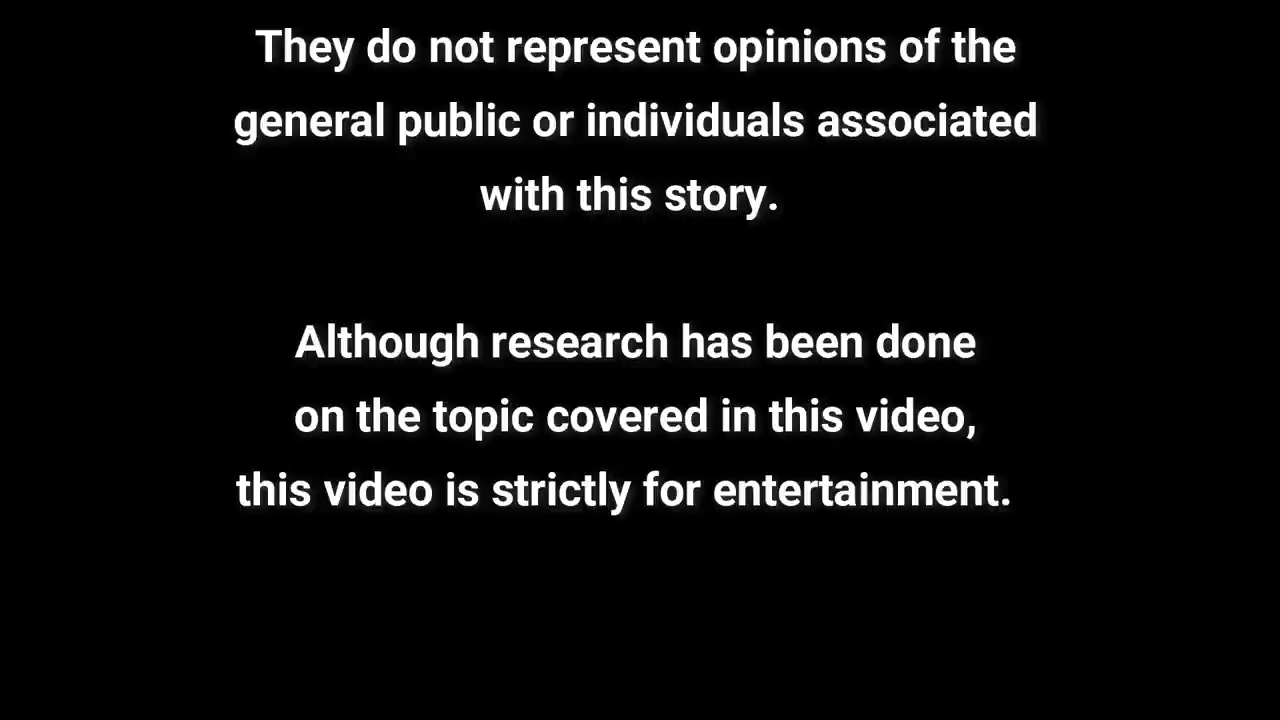 They do not represent opinions of the
general public or individuals associated
with this story.
Although research has been done
on the topic covered in this video,
this video is strictly for entertainment.